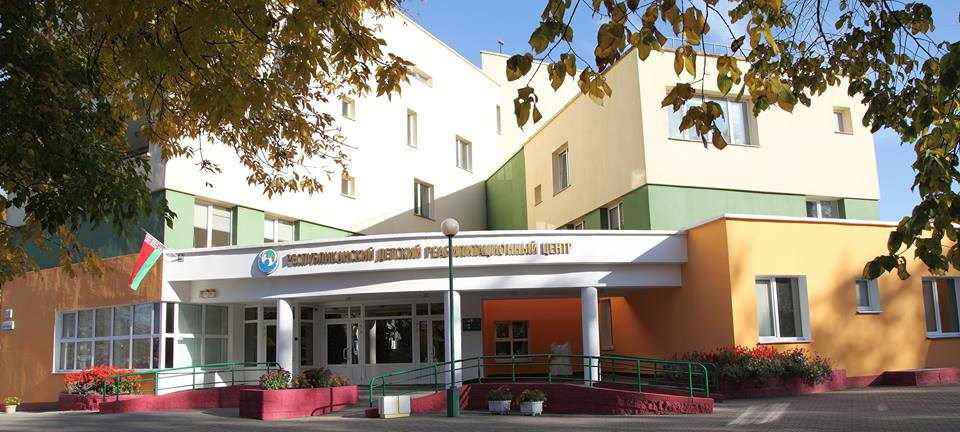 РЕСПУБЛИКАНСКИЙ ДЕТСКИЙ РЕАБИЛИТАЦИОННЫЙ ЦЕНТР